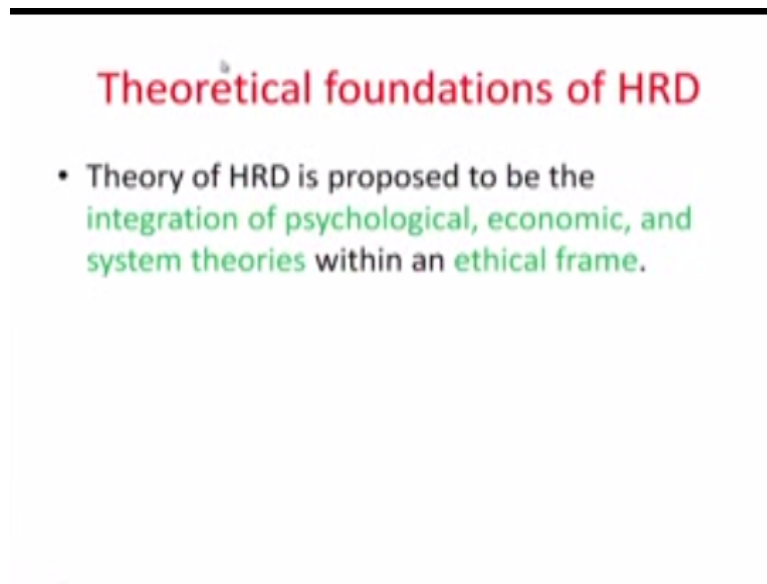 Theoretical foundations of HRD
• Theory of HRD is proposed to be the
integration of psychological, economic, and
system theories within an ethical frame.